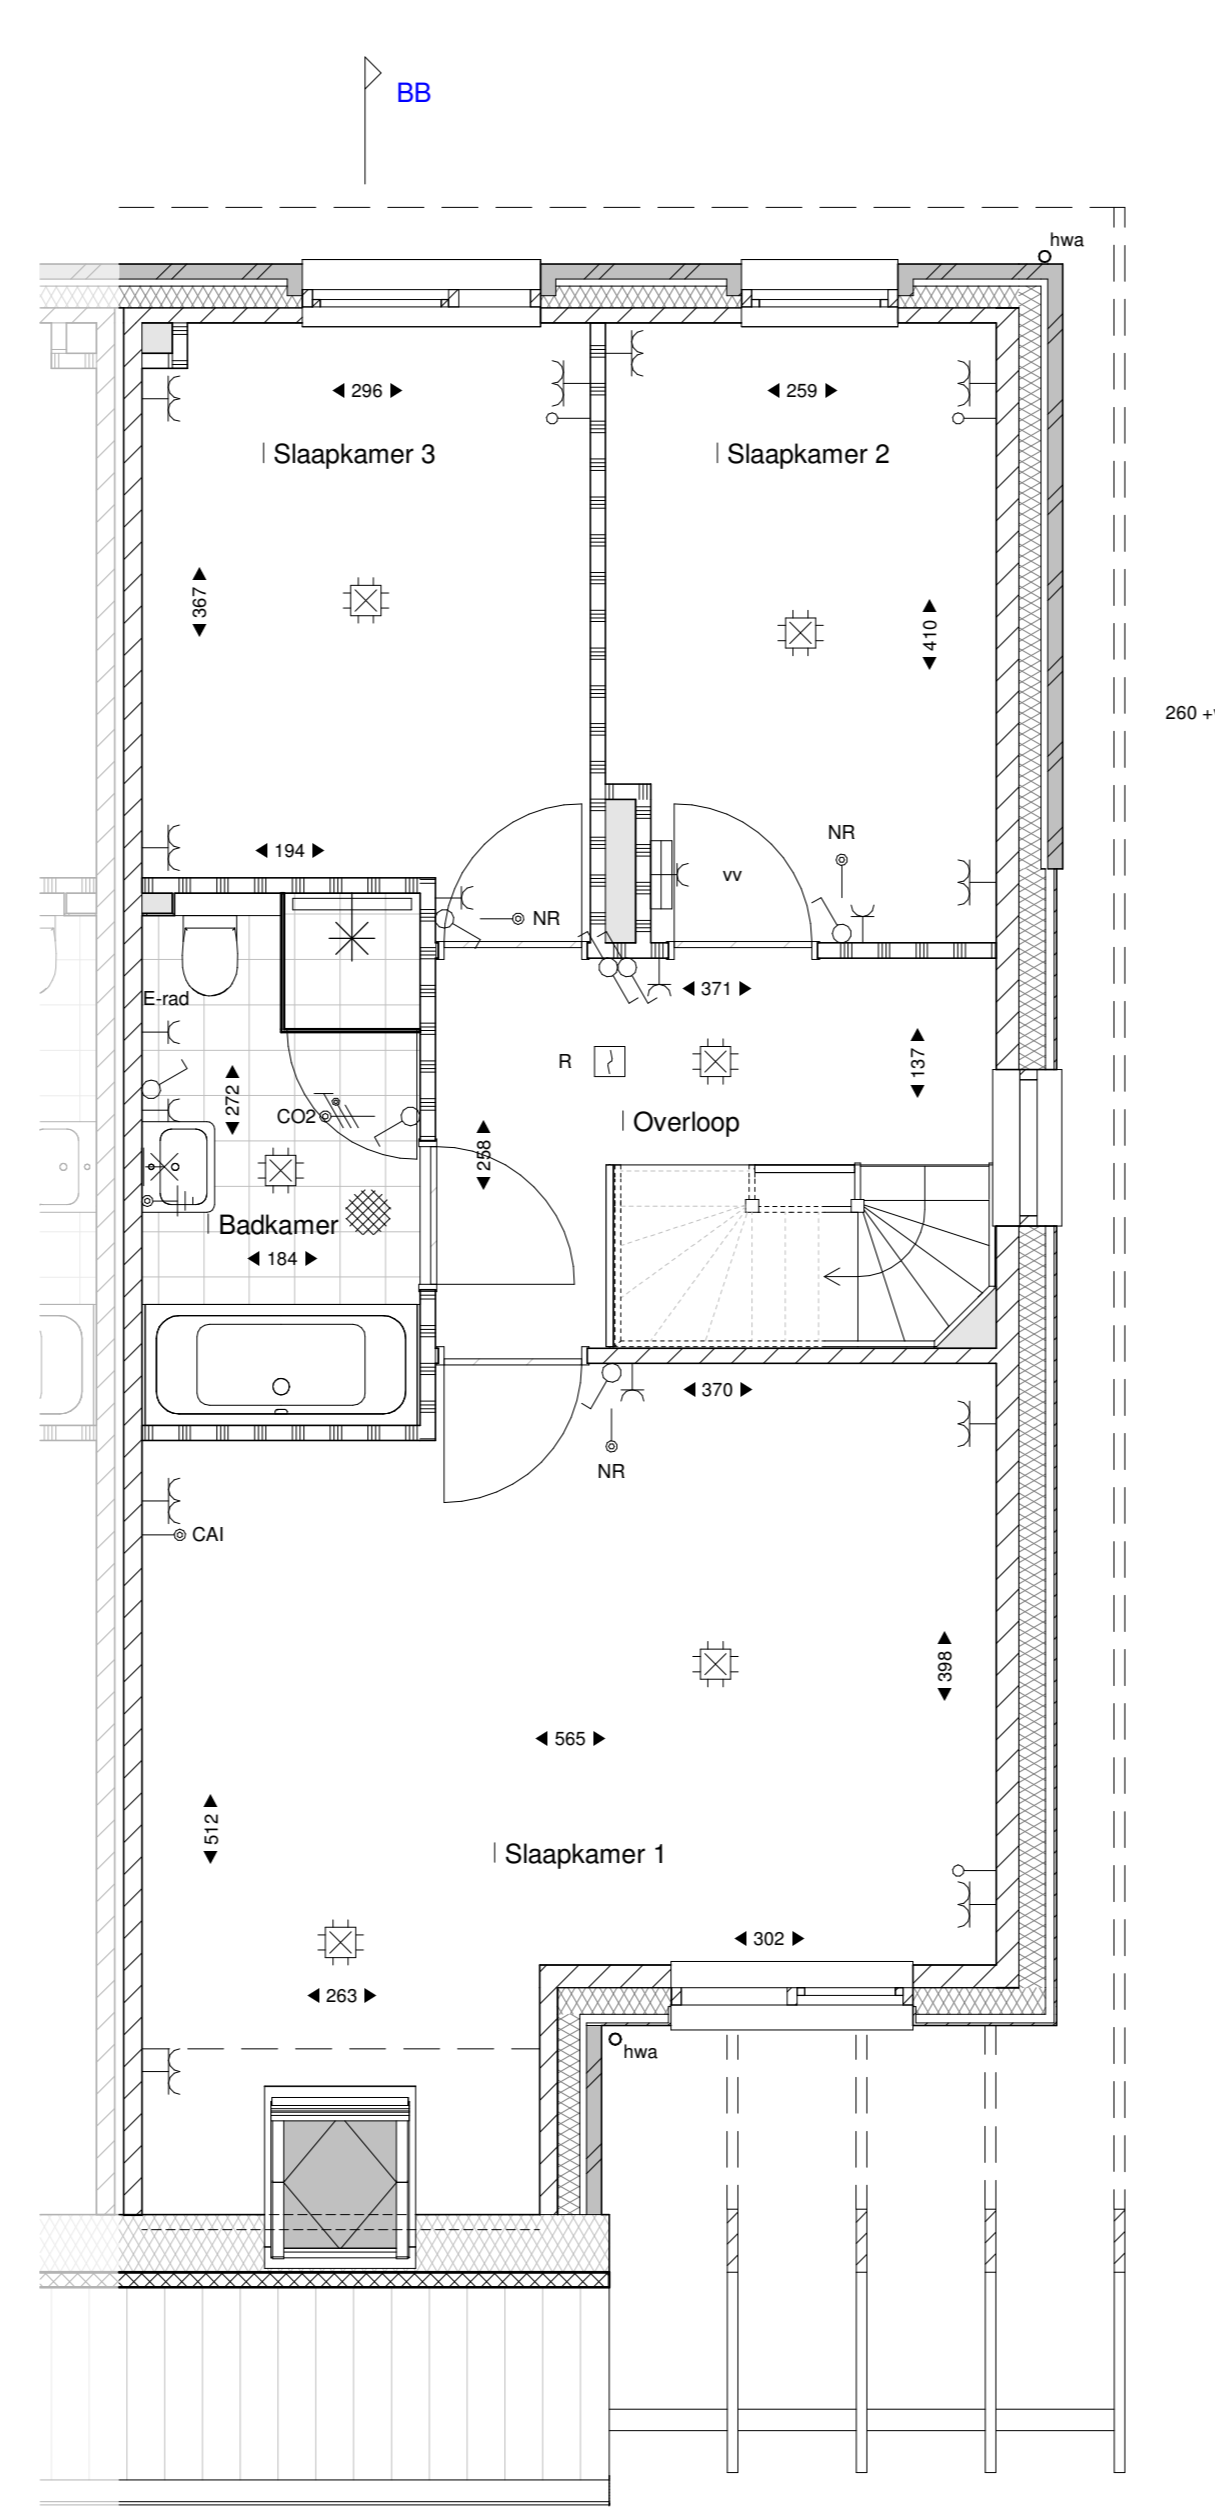 BB
hwa
296
259
Slaapkamer 3
Slaapkamer 2
367
410
260 +
NR
194
vv
NR
371
E-rad
R
137
272
CO2
Overloop
258
Badkamer
184
370
NR
CAI
398
565
512
Slaapkamer 1
302
263
hwa